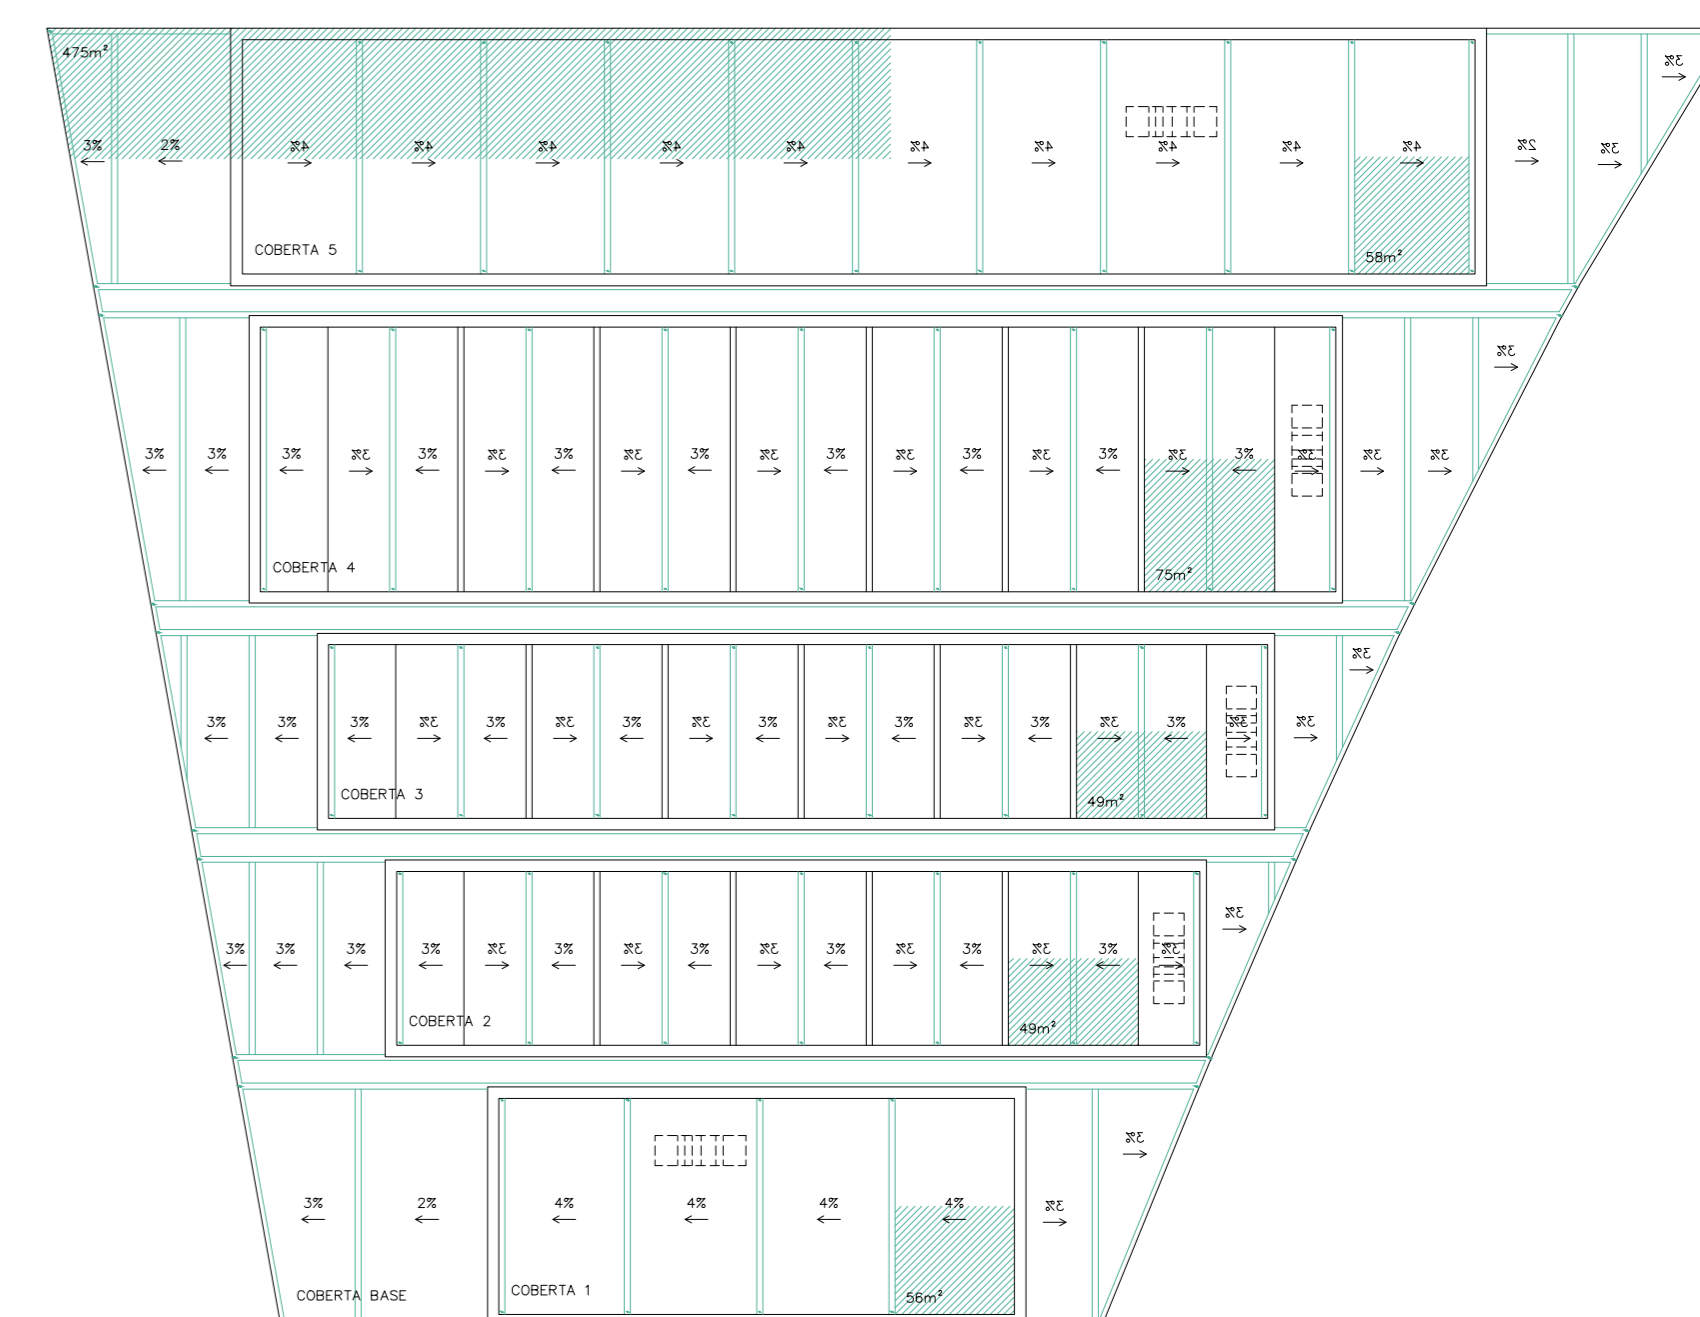 475m²
3%
3% 2% 4% 4% 4% 4% 4% 4% 4% 4% 4% 4% 2% 3%
COBERTA 5
58m²
3%
3% 3% 3% 3% 3% 3% 3% 3% 3% 3% 3% 3% 3% 3% 3% 3% 3% 3% 3% 3%
COBERTA 4
75m²
3%
3% 3% 3% 3% 3% 3% 3% 3% 3% 3% 3% 3% 3% 3% 3% 3% 3%
COBERTA 3
49m²
3%
3% 3% 3% 3% 3% 3% 3% 3% 3% 3% 3% 3% 3% 3% 3%
COBERTA 2
49m²
3%
3% 2% 4% 4% 4% 4% 3%
COBERTA 1
COBERTA BASE
56m²